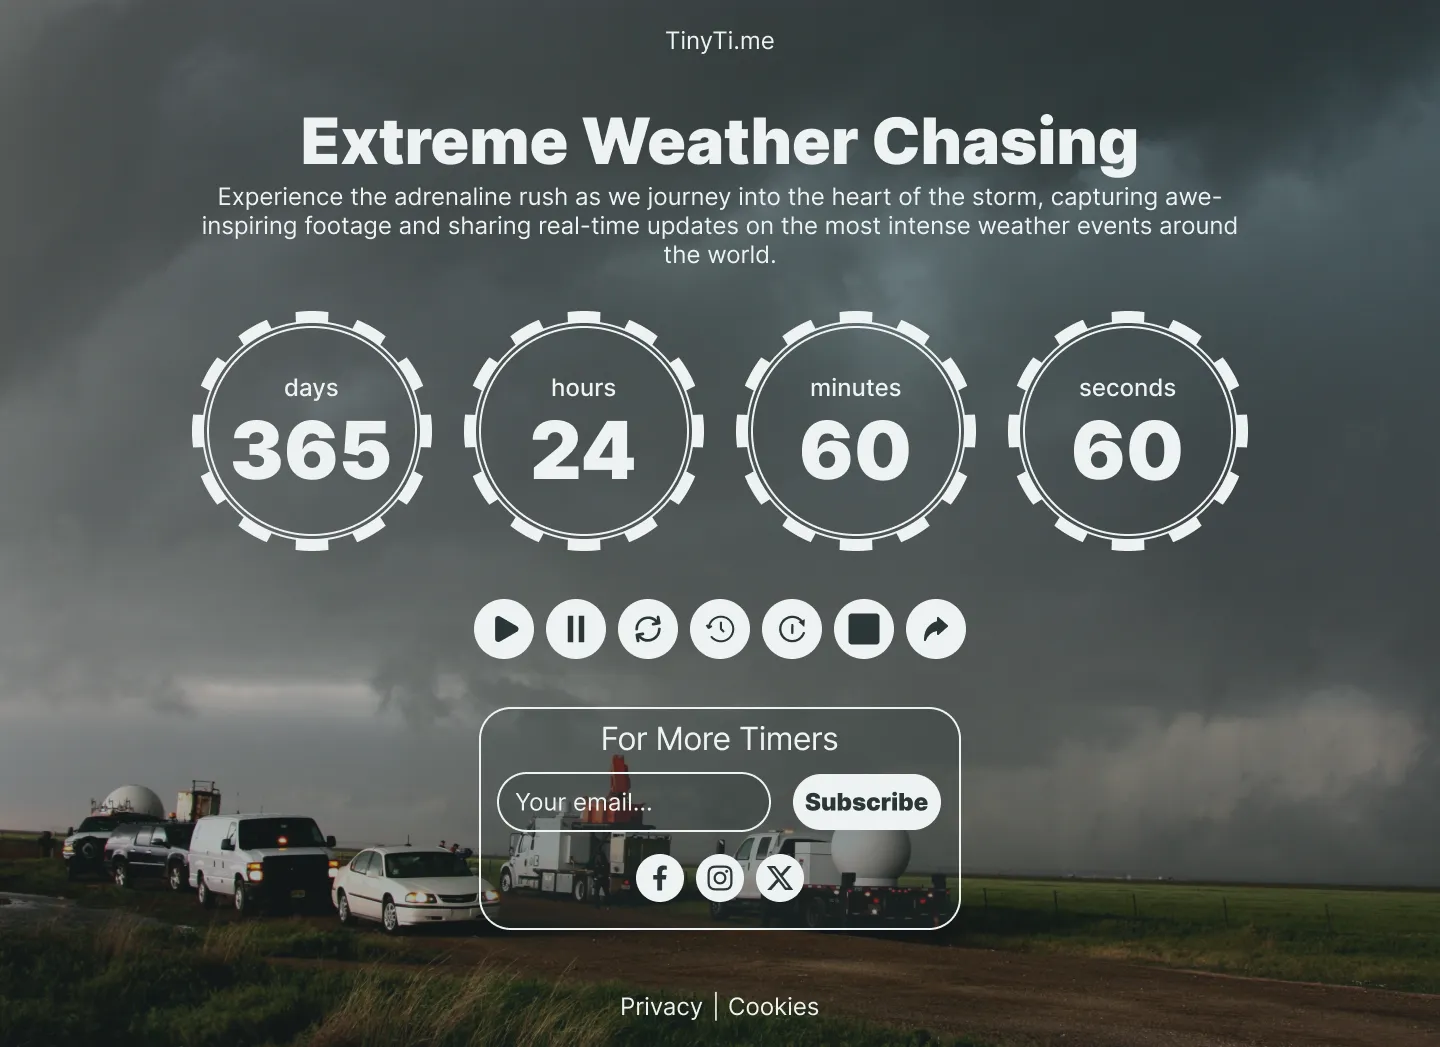 TinyTi.me
Extreme Weather Chasing
Experience the adrenaline rush as we journey into the heart of the storm, capturing awe-
inspiring footage and sharing real-time updates on the most intense weather events around
the world.
days
365
hours
24
minutes
60
seconds
60
For More Timers
Your email...
Subscribe
Privacy | Cookies